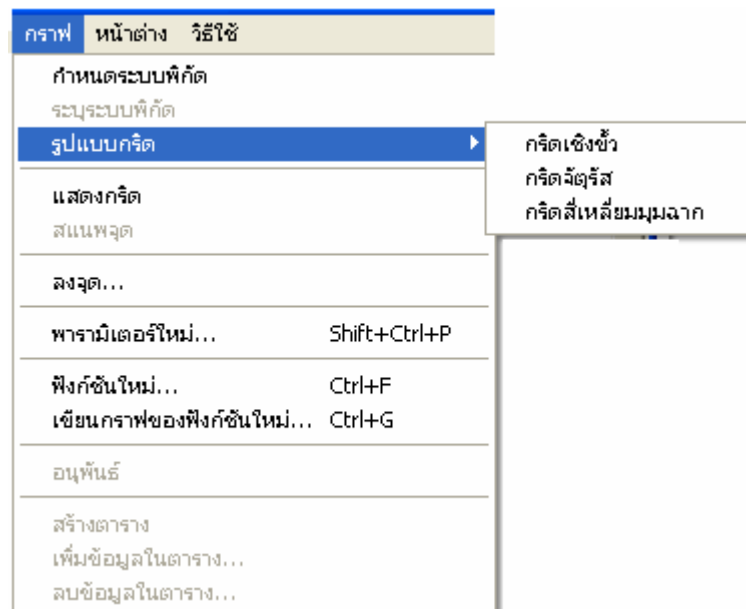 กราฟ หน้าต่าง วิธีใช้
กำหนดระบบพิกัด
ระบุระบบพิกัด
รูปแบบกริด
กริดเชิงขั้ว
กริดจัตุรัส
กริดสี่เหลี่ยมมุมฉาก
แสดงกริด
สแนพจุด
ลงจุด...
พารามิเตอร์ใหม่... Shift+Ctrl+P
ฟังก์ชันใหม่... Ctrl+F
เขียนกราฟของฟังก์ชันใหม่... Ctrl+G
อนุพันธ์
สร้างตาราง
เพิ่มข้อมูลในตาราง...
ลบข้อมูลในตาราง...